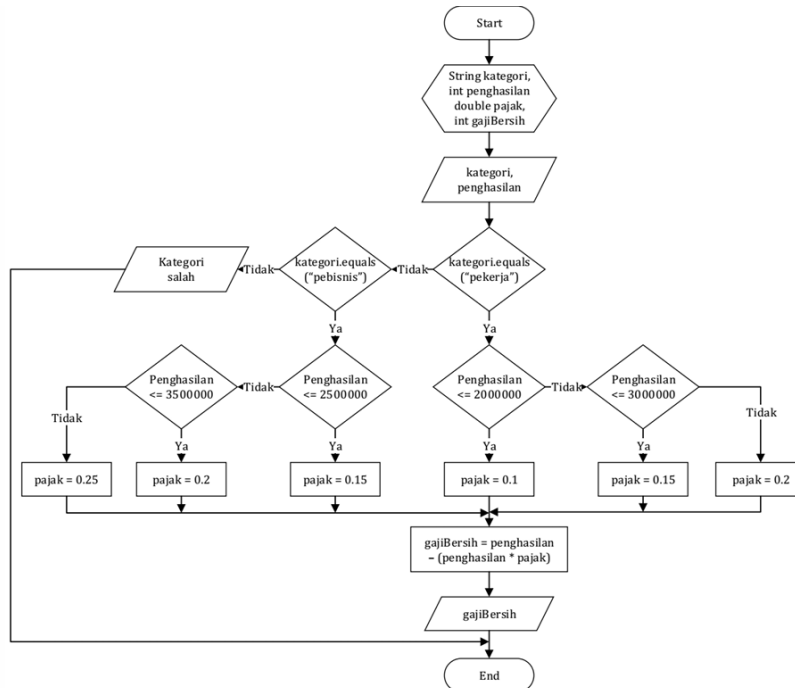 Start
String kategori,
int penghasilan
double pajak,
int gajiBersih
kategori,
penghasilan
Kategori
salah
Tidak
kategori.equals
(“pebisnis”)
Tidak
kategori.equals
(“pekerja”)
Ya
Ya
Penghasilan
<= 3500000
Tidak
Penghasilan
<= 2500000
Penghasilan
<= 2000000
Tidak
Penghasilan
<= 3000000
Tidak
Ya
Ya
Ya
Ya
Tidak
pajak = 0.25
pajak = 0.2
pajak = 0.15
pajak = 0.1
pajak = 0.15
pajak = 0.2
gajiBersih = penghasilan
– (penghasilan * pajak)
gajiBersih
End